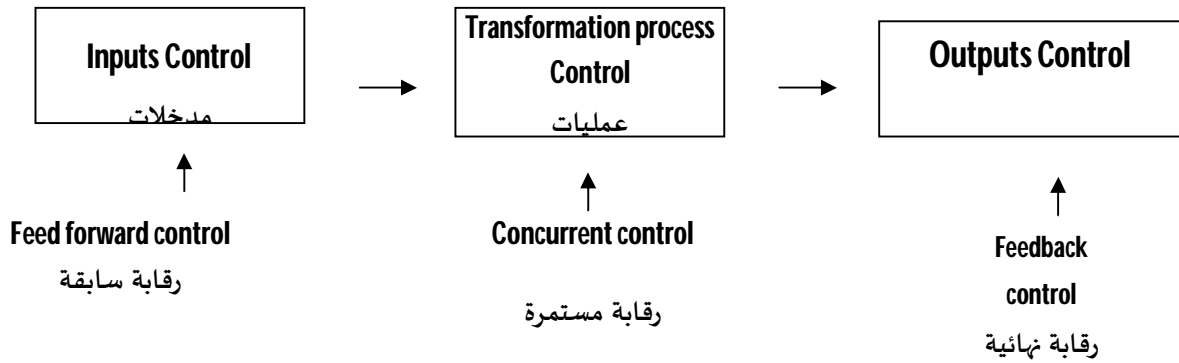 Inputs Control
مدخلات
Transformation process
Control
عمليات
Outputs Control
Feed forward control
رقابة سابقة
Concurrent control
رقابة مستمرة
Feedback
control
رقابة نهائية